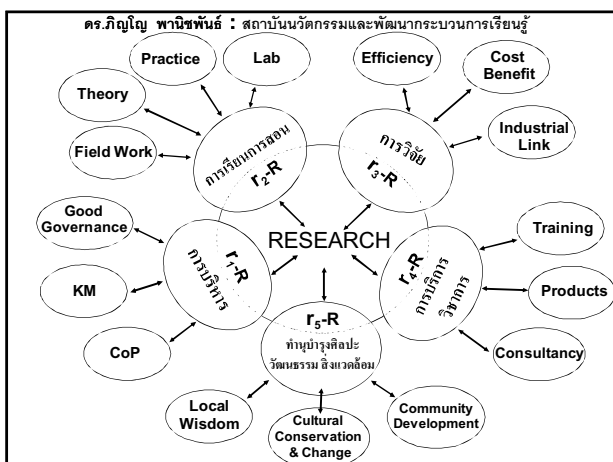 ดร.ภิญโญ พานิชพันธ์ : สถาบันนวัตกรรมและพัฒนากระบวนการเรียนรู้
Practice
Lab
Theory
Field Work
การเรียนการสอน
r2-R
Efficiency
Cost
Benefit
Industrial
Link
การวิจัย
r3-R
Good
Governance
KM
CoP
การบริหาร
r1-R
RESEARCH
Training
Products
Consultancy
r4-R
การบริการ
วิชาการ
r5-R
ทำนุบำรุงศิลปะ
วัฒนธรรม สิ่งแวดล้อม
Local
Wisdom
Cultural
Conservation
& Change
Community
Development